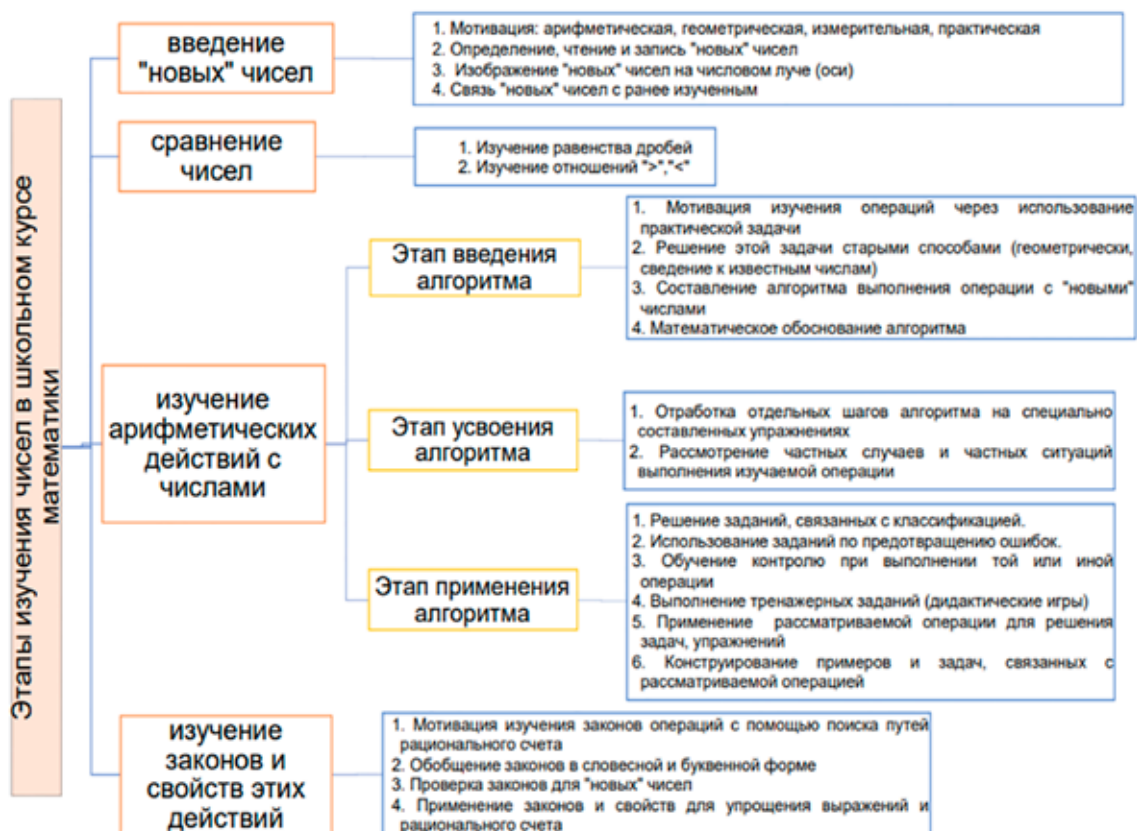 Этапы изучения чисел в школьном курсе
математики
введение
"новых" чисел
1. Мотивация: арифметическая, геометрическая, измерительная, практическая
2. Определение, чтение и запись "новых" чисел
3. Изображение "новых" чисел на числовом луче (оси)
4. Связь "новых" чисел с ранее изученным
сравнение
чисел
1. Изучение равенства дробей
2. Изучение отношений ">","<"
изучение
арифметических
действий с
числами
Этап введения
алгоритма
1. Мотивация изучения операций через использование
практической задачи
2. Решение этой задачи старыми способами (геометрически,
сведение к известным числам)
3. Составление алгоритма выполнения операции с "новыми"
числами
4. Математическое обоснование алгоритма
Этап усвоения
алгоритма
1. Отработка отдельных шагов алгоритма на специально
составленных упражнениях
2. Рассмотрение частных случаев и частных ситуаций
выполнения изучаемой операции
Этап применения
алгоритма
1. Решение заданий, связанных с классификацией.
2. Использование заданий по предотвращению ошибок.
3. Обучение контролю при выполнении той или иной
операции
4. Выполнение тренажерных заданий (дидактические игры)
5. Применение рассматриваемой операции для решения
задач, упражнений
6. Конструирование примеров и задач, связанных с
рассматриваемой операцией
изучение
законов и
свойств этих
действий
1. Мотивация изучения законов операций с помощью поиска путей
рационального счета
2. Обобщение законов в словесной и буквенной форме
3. Проверка законов для "новых" чисел
4. Применение законов и свойств для упрощения выражений и
рационального счета